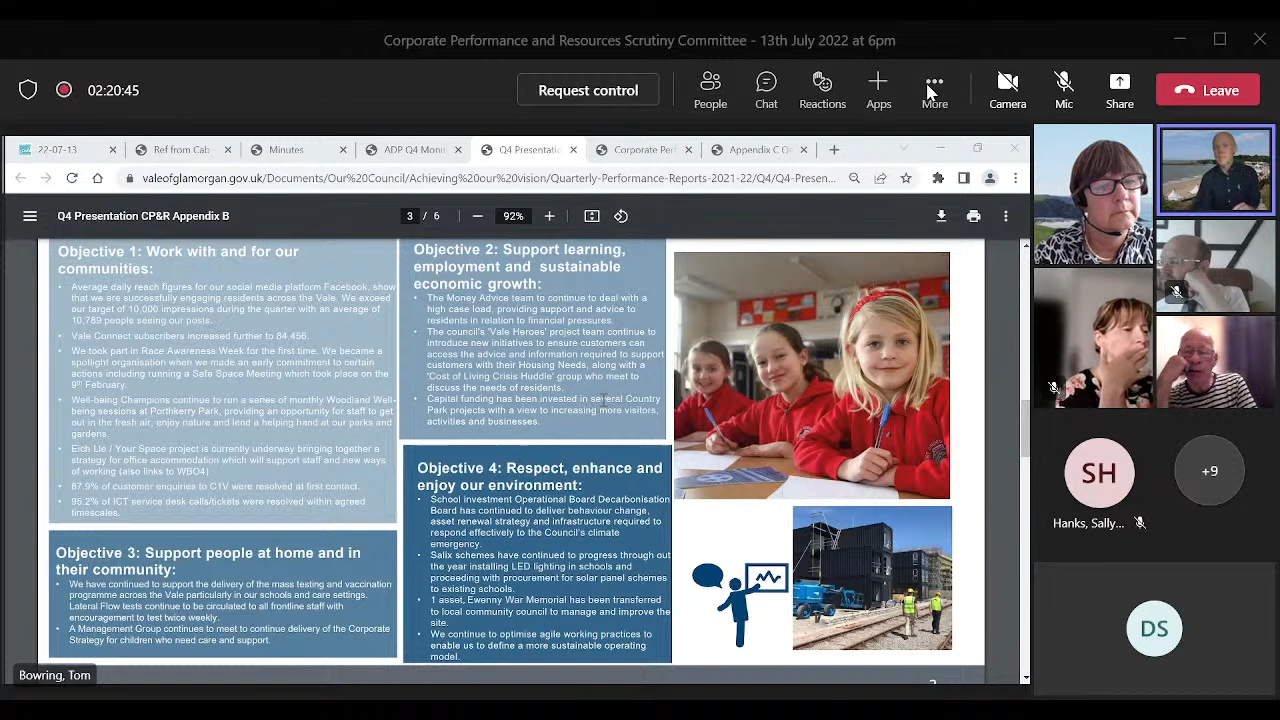 Corporate Performance and Resources Scrutiny Committee - 13th July 2022 at 6pm
02:20:45
Request control
People
Chat
Reactions
Apps
More
Camera
Mic
Share
Leave
22-07-13
Ref from Cab
Minutes
ADP Q4 Moni
Q4 Presentatio
Corporate Per
Appendix C Q
valeofglamorgan.gov.uk/Documents/Our%20Council/Achieving%20our%20vision/Quarterly-Performance-Reports-2021-22/Q4/Q4-Presen...
Q4 Presentation CP&R Appendix B
3 / 6
92%
Objective 1: Work with and for our
communities:
• Average daily reach figures for our social media platform Facebook, show
that we are successfully engaging residents across the Vale. We exceed
our target of 10,000 impressions during the quarter with an average of
10,789 people seeing our posts.
• Vale Connect subscribers increased further to 84,456.
• We took part in Race Awareness Week for the first time. We became a
spotlight organisation when we made an early commitment to certain
actions including running a Safe Space Meeting which took place on the
9th February.
• Well-being Champions continue to run a series of monthly Woodland Well-
being sessions at Porthkerry Park, providing an opportunity for staff to get
out in the fresh air, enjoy nature and lend a helping hand at our parks and
gardens.
• Eich Lle / Your Space project is currently underway bringing together a
strategy for office accommodation which will support staff and new ways
of working (also links to WBO4)
• 87.9% of customer enquiries to C1V were resolved at first contact.
• 95.2% of ICT service desk calls/tickets were resolved within agreed
timescales.
Objective 2: Support learning,
employment and sustainable
economic growth:
• The Money Advice team to continue to deal with a
high case load, providing support and advice to
residents in relation to financial pressures.
• The council's 'Vale Heroes' project team continue to
introduce new initiatives to ensure customers can
access the advice and information required to support
customers with their Housing Needs, along with a
'Cost of Living Crisis Huddle' group who meet to
discuss the needs of residents.
• Capital funding has been invested in several Country
Park projects with a view to increasing more visitors,
activities and businesses.
Objective 3: Support people at home and in
their community:
• We have continued to support the delivery of the mass testing and vaccination
programme across the Vale particularly in our schools and care settings.
Lateral Flow tests continue to be circulated to all frontline staff with
encouragement to test twice weekly.
• A Management Group continues to meet to continue delivery of the Corporate
Strategy for children who need care and support.
Objective 4: Respect, enhance and
enjoy our environment:
• School investment Operational Board Decarbonisation
Board has continued to deliver behaviour change,
asset renewal strategy and infrastructure required to
respond effectively to the Council's climate
emergency.
• Salix schemes have continued to progress through out
the year installing LED lighting in schools and
proceeding with procurement for solar panel schemes
to existing schools.
• 1 asset, Ewenny War Memorial has been transferred
to local community council to manage and improve the
site.
• We continue to optimise agile working practices to
enable us to define a more sustainable operating
model.
Bowring, Tom
SH
Hanks, Sally...
+9
DS